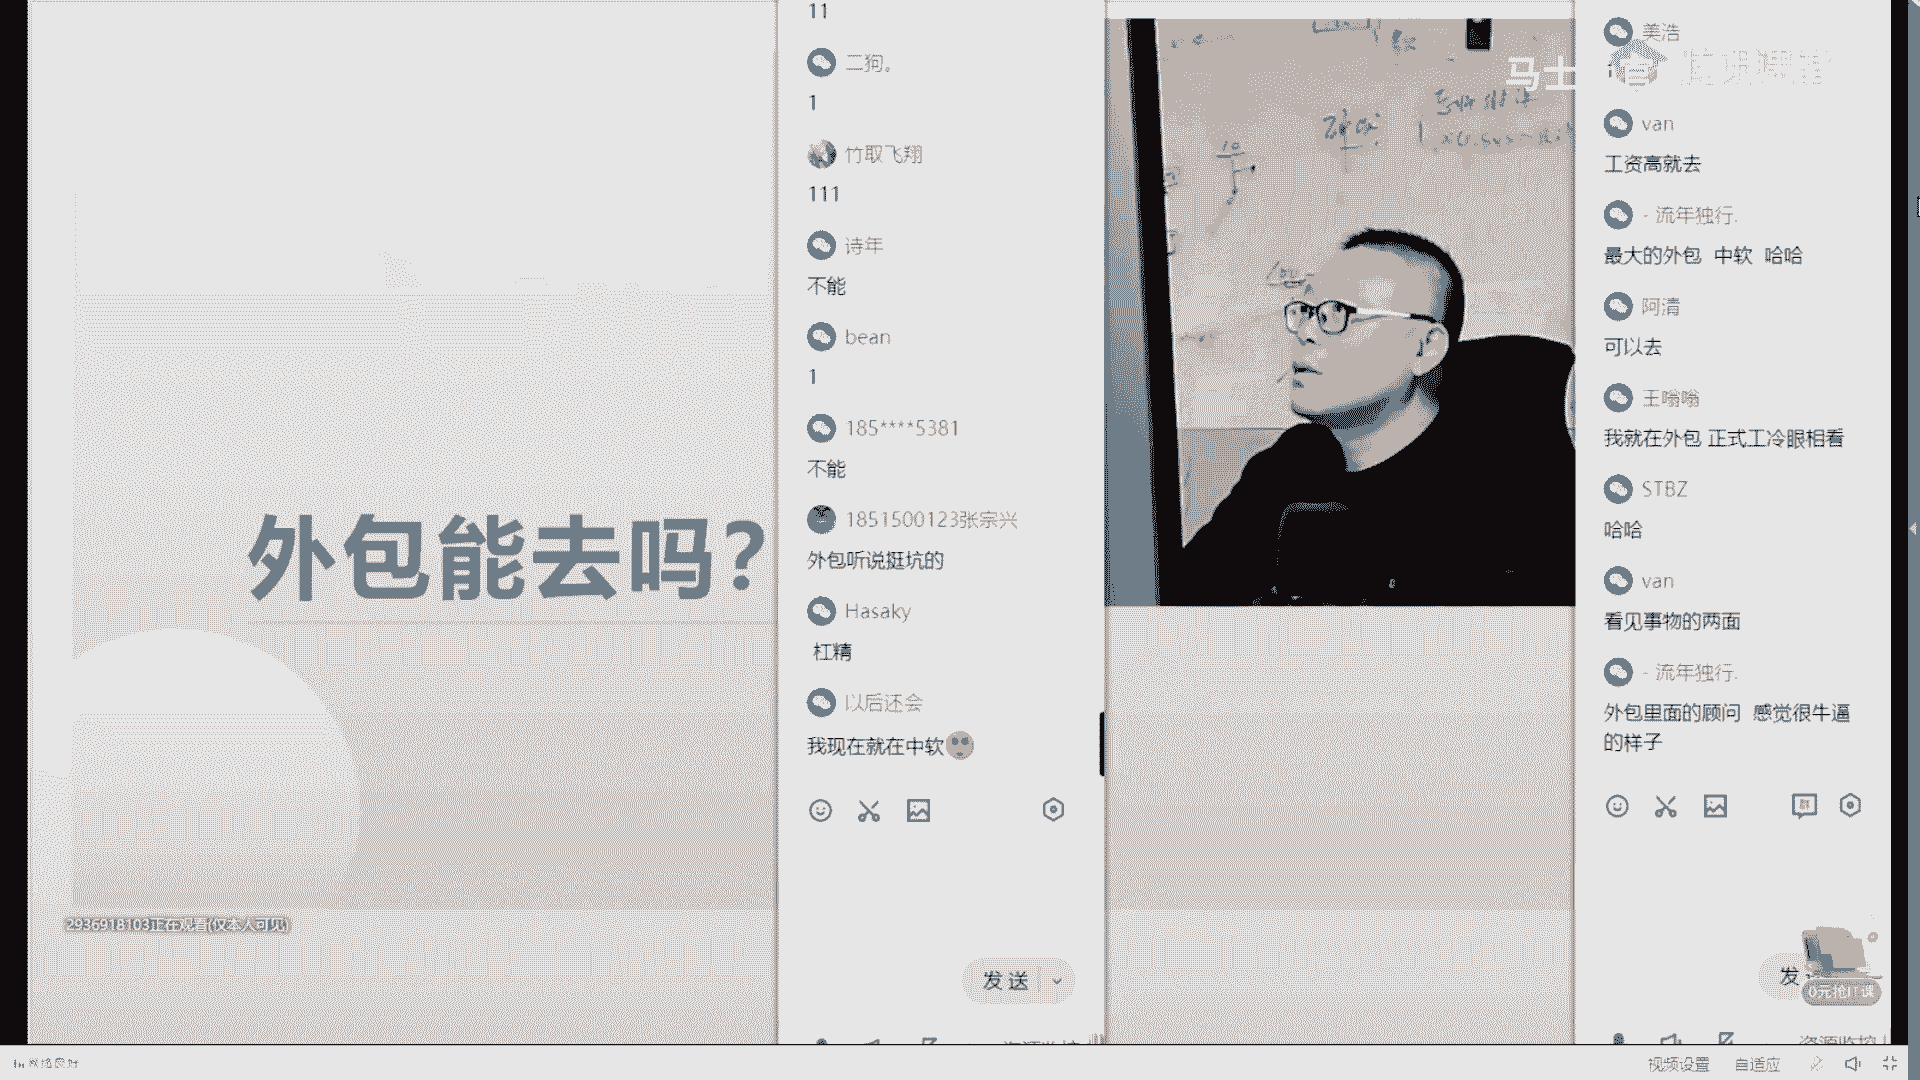 外包能去吗？
2936918103正在观看(仅本人可见)
11
二狗。
1
竹取飞翔
111
诗年
不能
bean
1
185****5381
不能
1851500123张宗兴
外包听说挺坑的
Hasaky
杠精
以后还会
我现在就在中软
发送
马士
美浩
van
工资高就去
- 流年独行.
最大的外包 中软 哈哈
阿清
可以去
王嗡嗡
我就在外包 正式工冷眼相看
STBZ
哈哈
van
看见事物的两面
- 流年独行.
外包里面的顾问 感觉很牛逼
的样子
发
0元抢IT课
网络良好
视频设置
自适应